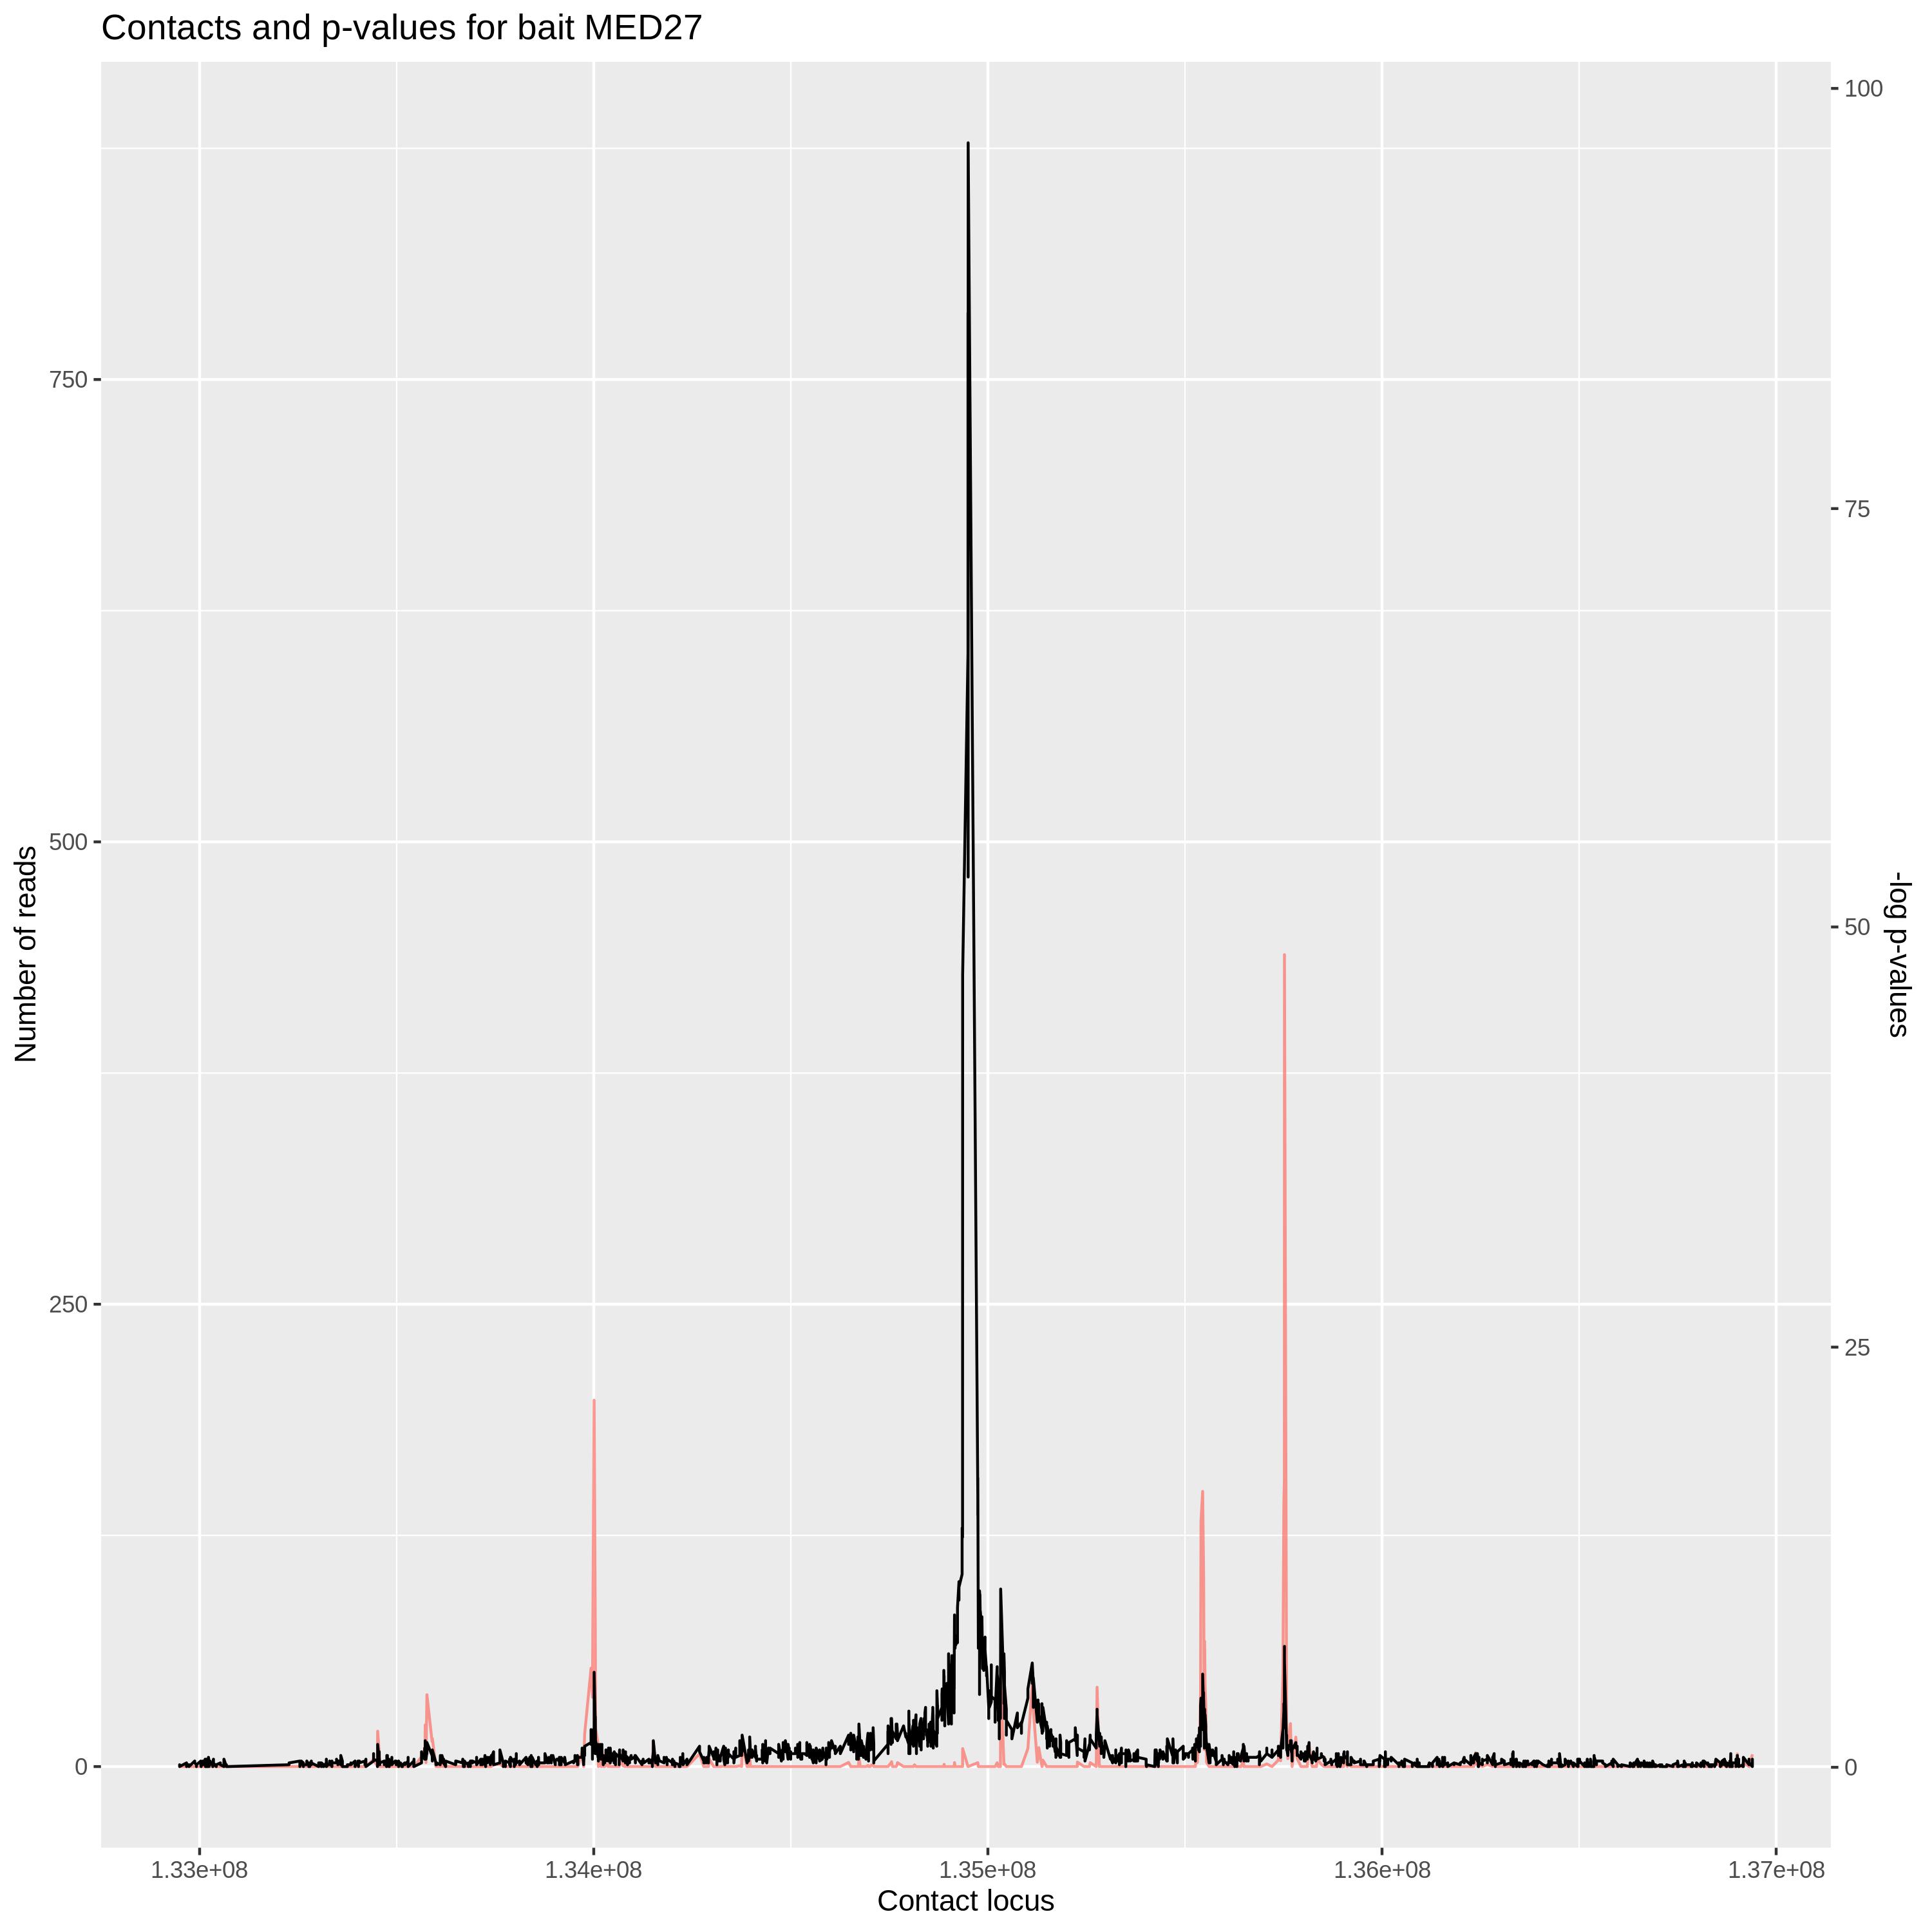 Contacts and p-values for bait MED27
Number of reads
750
500
250
0
100
75
50
25
0
-log p-values
1.33e+08 1.34e+08 1.35e+08 1.36e+08 1.37e+08
Contact locus